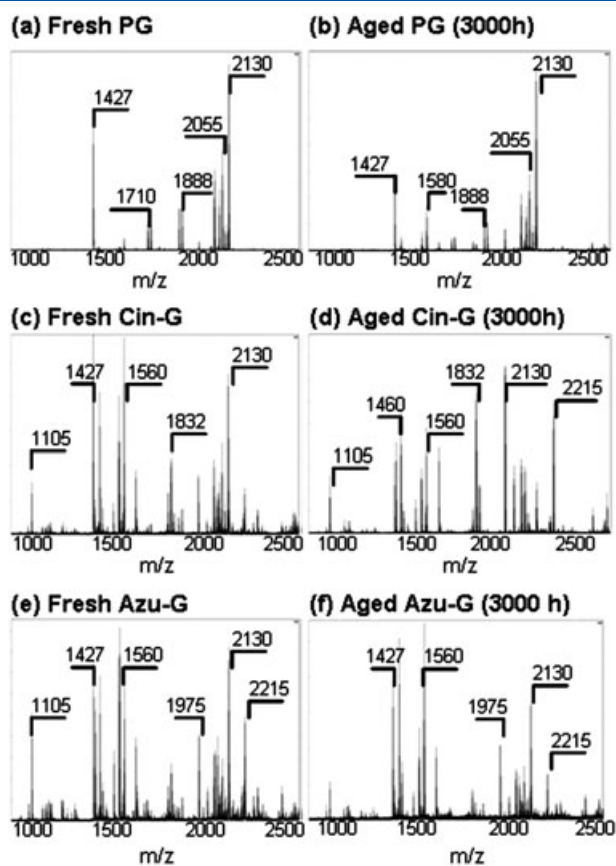 (a) Fresh PG
1427
1710
1888
2055
2130
1000 1500 2000 2500
m/z
(b) Aged PG (3000h)
1427
1580
1888
2055
2130
1000 1500 2000 2500
m/z
(c) Fresh Cin-G
1105
1427
1560
1832
2130
1000 1500 2000 2500
m/z
(d) Aged Cin-G (3000h)
1105
1460
1560
1832
2130
2215
1000 1500 2000 2500
m/z
(e) Fresh Azu-G
1105
1427
1560
1975
2130
2215
1000 1500 2000 2500
m/z
(f) Aged Azu-G (3000 h)
1427
1560
1975
2130
2215
1000 1500 2000 2500
m/z